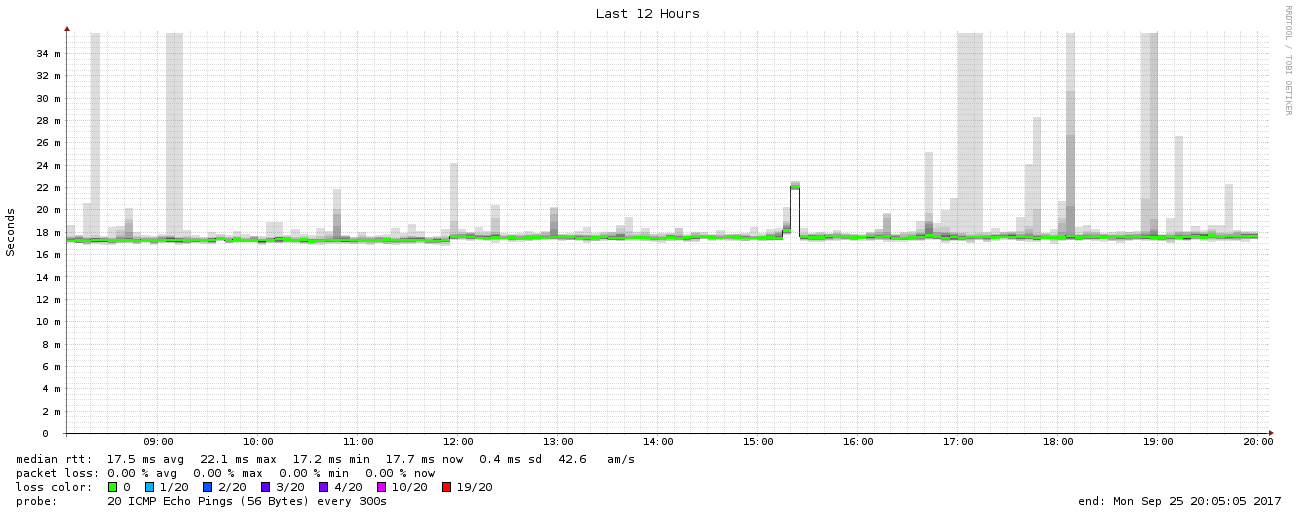 Last 12 Hours
RRDTOOL / TOBI OETIKER
Seconds
34 m
32 m
30 m
28 m
26 m
24 m
22 m
20 m
18 m
16 m
14 m
12 m
10 m
8 m
6 m
4 m
2 m
0
09:00 10:00 11:00 12:00 13:00 14:00 15:00 16:00 17:00 18:00 19:00 20:00
median rtt: 17.5 ms avg 22.1 ms max 17.2 ms min 17.7 ms now 0.4 ms sd 42.6 am/s
packet loss: 0.00 % avg 0.00 % max 0.00 % min 0.00 % now
loss color: 0 1/20 2/20 3/20 4/20 10/20 19/20
probe: 20 ICMP Echo Pings (56 Bytes) every 300s end: Mon Sep 25 20:05:05 2017